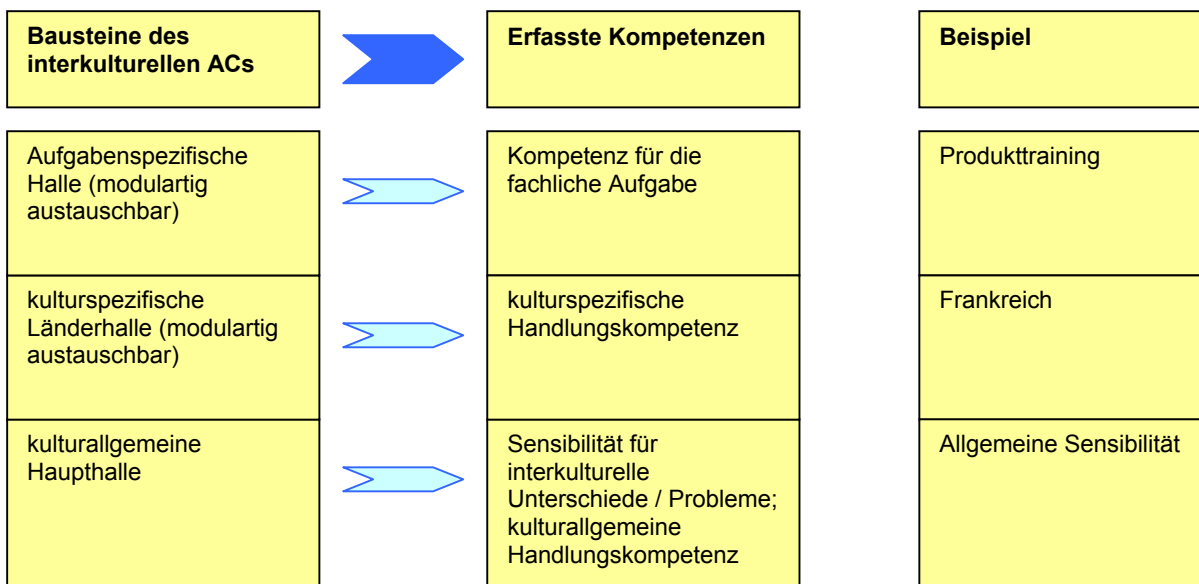 Bausteine des
interkulturellen ACs
Erfasste Kompetenzen
Beispiel
Aufgabenspezifische
Halle (modulartig
austauschbar)
Kompetenz für die
fachliche Aufgabe
Produkttraining
kulturspezifische
Länderhalle (modulartig
austauschbar)
kulturspezifische
Handlungskompetenz
Frankreich
kulturallgemeine
Haupthalle
Sensibilität für
interkulturelle
Unterschiede / Probleme;
kulturallgemeine
Handlungskompetenz
Allgemeine Sensibilität